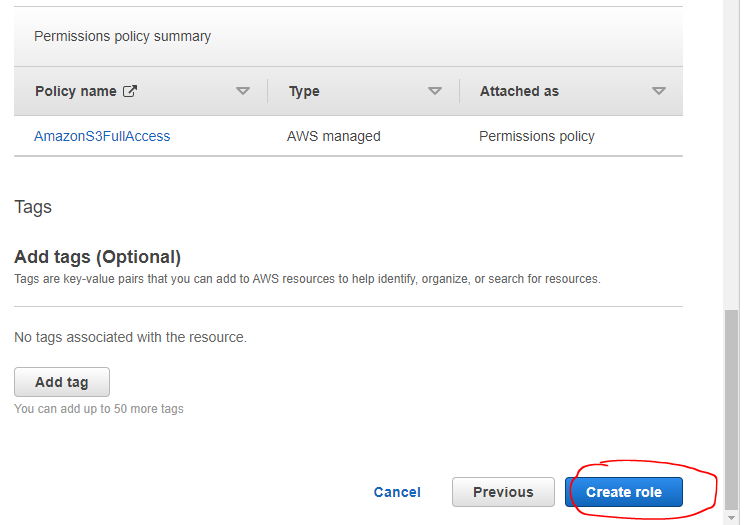 Permissions policy summary
Policy name Type Attached as
AmazonS3FullAccess AWS managed Permissions policy
Tags
Add tags (Optional)
Tags are key-value pairs that you can add to AWS resources to help identify, organize, or search for resources.
No tags associated with the resource.
Add tag
You can add up to 50 more tags
Cancel Previous Create role